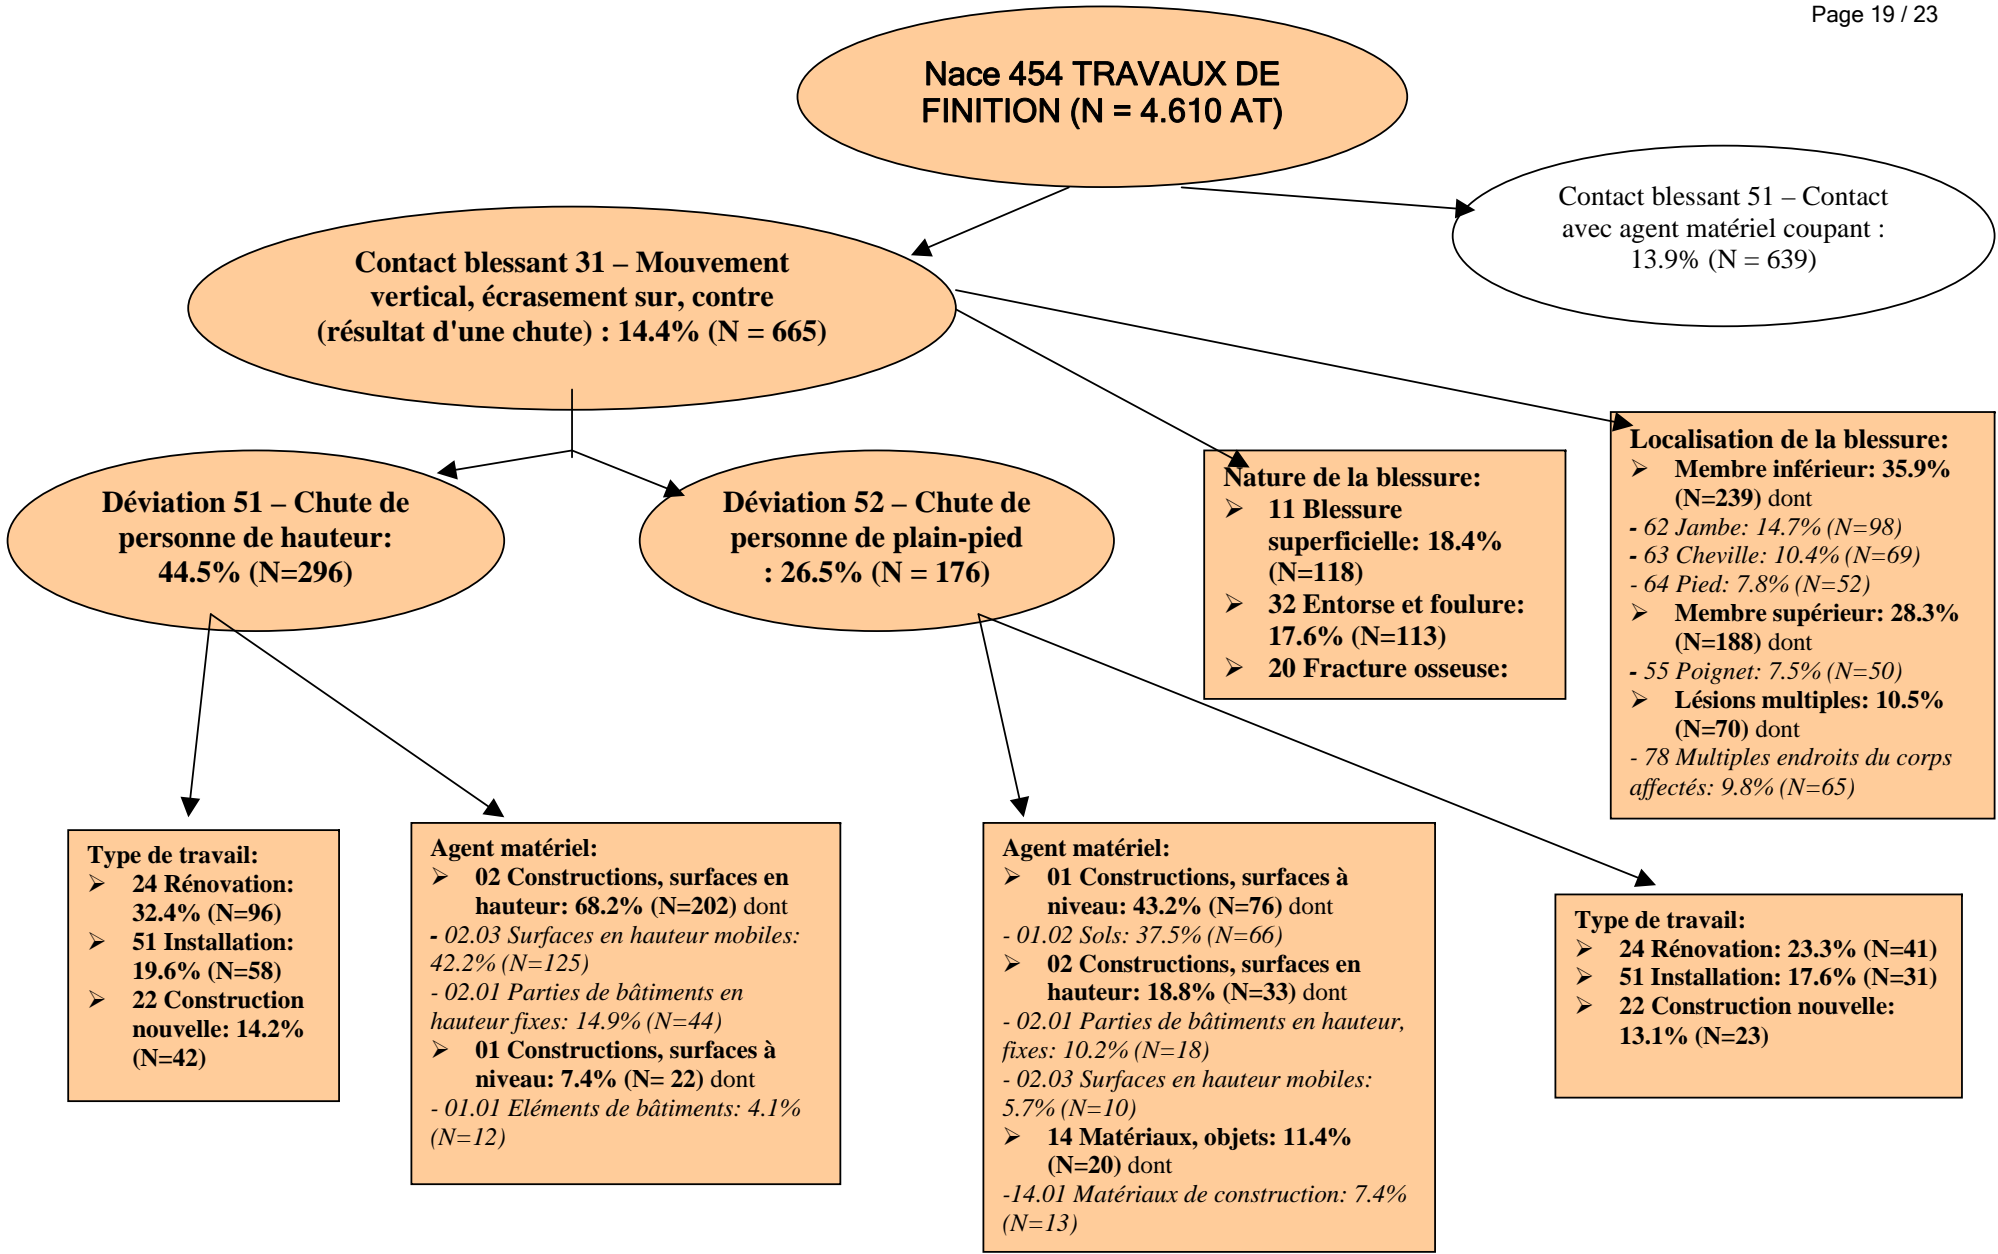 Page 19 / 23
Nace 454 TRAVAUX DE
FINITION (N = 4.610 AT)
Contact blessant 51 – Contact
avec agent matériel coupant :
13.9% (N = 639)
Contact blessant 31 – Mouvement
vertical, écrasement sur, contre
(résultat d'une chute) : 14.4% (N = 665)
Déviation 51 – Chute de
personne de hauteur:
44.5% (N=296)
Déviation 52 – Chute de
personne de plain-pied
: 26.5% (N = 176)
Nature de la blessure:
➢ 11 Blessure
superficielle: 18.4%
(N=118)
➢ 32 Entorse et foulure:
17.6% (N=113)
➢ 20 Fracture osseuse:
Localisation de la blessure:
➢ Membre inférieur: 35.9%
(N=239) dont
- 62 Jambe: 14.7% (N=98)
- 63 Cheville: 10.4% (N=69)
- 64 Pied: 7.8% (N=52)
➢ Membre supérieur: 28.3%
(N=188) dont
- 55 Poignet: 7.5% (N=50)
➢ Lésions multiples: 10.5%
(N=70) dont
- 78 Multiples endroits du corps
affectés: 9.8% (N=65)
Type de travail:
➢ 24 Rénovation:
32.4% (N=96)
➢ 51 Installation:
19.6% (N=58)
➢ 22 Construction
nouvelle: 14.2%
(N=42)
Agent matériel:
➢ 02 Constructions, surfaces en
hauteur: 68.2% (N=202) dont
- 02.03 Surfaces en hauteur mobiles:
42.2% (N=125)
- 02.01 Parties de bâtiments en
hauteur fixes: 14.9% (N=44)
➢ 01 Constructions, surfaces à
niveau: 7.4% (N= 22) dont
- 01.01 Eléments de bâtiments: 4.1%
(N=12)
Agent matériel:
➢ 01 Constructions, surfaces à
niveau: 43.2% (N=76) dont
- 01.02 Sols: 37.5% (N=66)
➢ 02 Constructions, surfaces en
hauteur: 18.8% (N=33) dont
- 02.01 Parties de bâtiments en hauteur,
fixes: 10.2% (N=18)
- 02.03 Surfaces en hauteur mobiles:
5.7% (N=10)
➢ 14 Matériaux, objets: 11.4%
(N=20) dont
-14.01 Matériaux de construction: 7.4%
(N=13)
Type de travail:
➢ 24 Rénovation: 23.3% (N=41)
➢ 51 Installation: 17.6% (N=31)
➢ 22 Construction nouvelle:
13.1% (N=23)